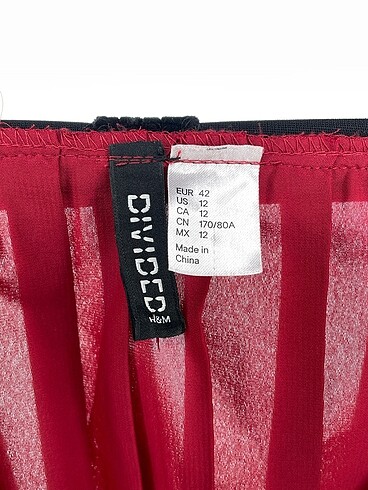 DIVIDED
H&M
EUR 42
US 12
CA 12
CN 170/80A
MX 12
Made in
China